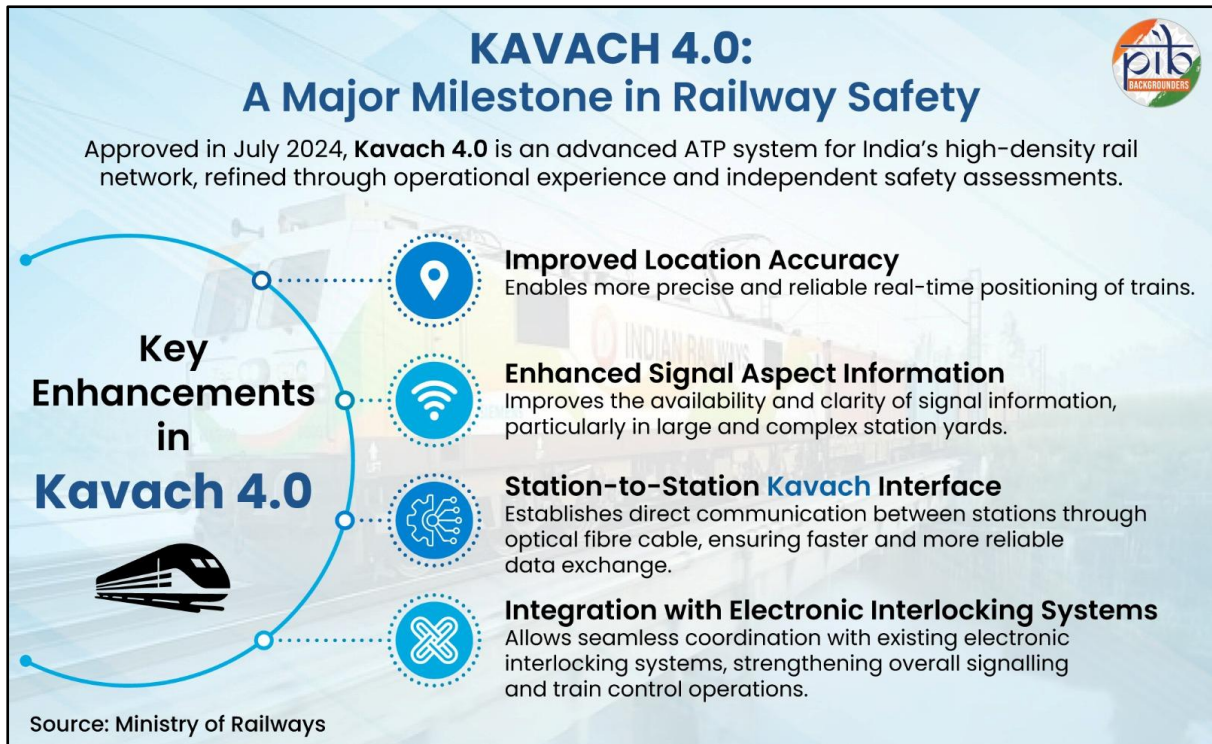 KAVACH 4.0:
A Major Milestone in Railway Safety
pib
BACKGROUNDERS
Approved in July 2024, Kavach 4.0 is an advanced ATP system for India's high-density rail
network, refined through operational experience and independent safety assessments.
Key
Enhancements
in
Kavach 4.0
Improved Location Accuracy
Enables more precise and reliable real-time positioning of trains.
INDIAN RAILWAYS
Enhanced Signal Aspect Information
Improves the availability and clarity of signal information,
particularly in large and complex station yards.
Station-to-Station Kavach Interface
Establishes direct communication between stations through
optical fibre cable, ensuring faster and more reliable
data exchange.
Integration with Electronic Interlocking Systems
Allows seamless coordination with existing electronic
interlocking systems, strengthening overall signalling
and train control operations.
Source: Ministry of Railways